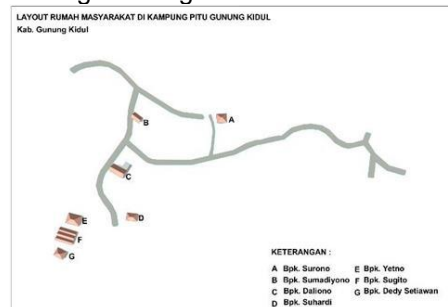 LAYOUT RUMAH MASYARAKAT DI KAMPUNG PITU GUNUNG KIDUL
Kab. Gunung Kidul
B
A
C
D
E
F
G
KETERANGAN :
A Bpk. Surono E Bpk. Yetno
B Bpk. Sumadiyono F Bpk. Sugito
C Bpk. Daliono G Bpk. Dedy Setiawan
D Bpk. Suhardi